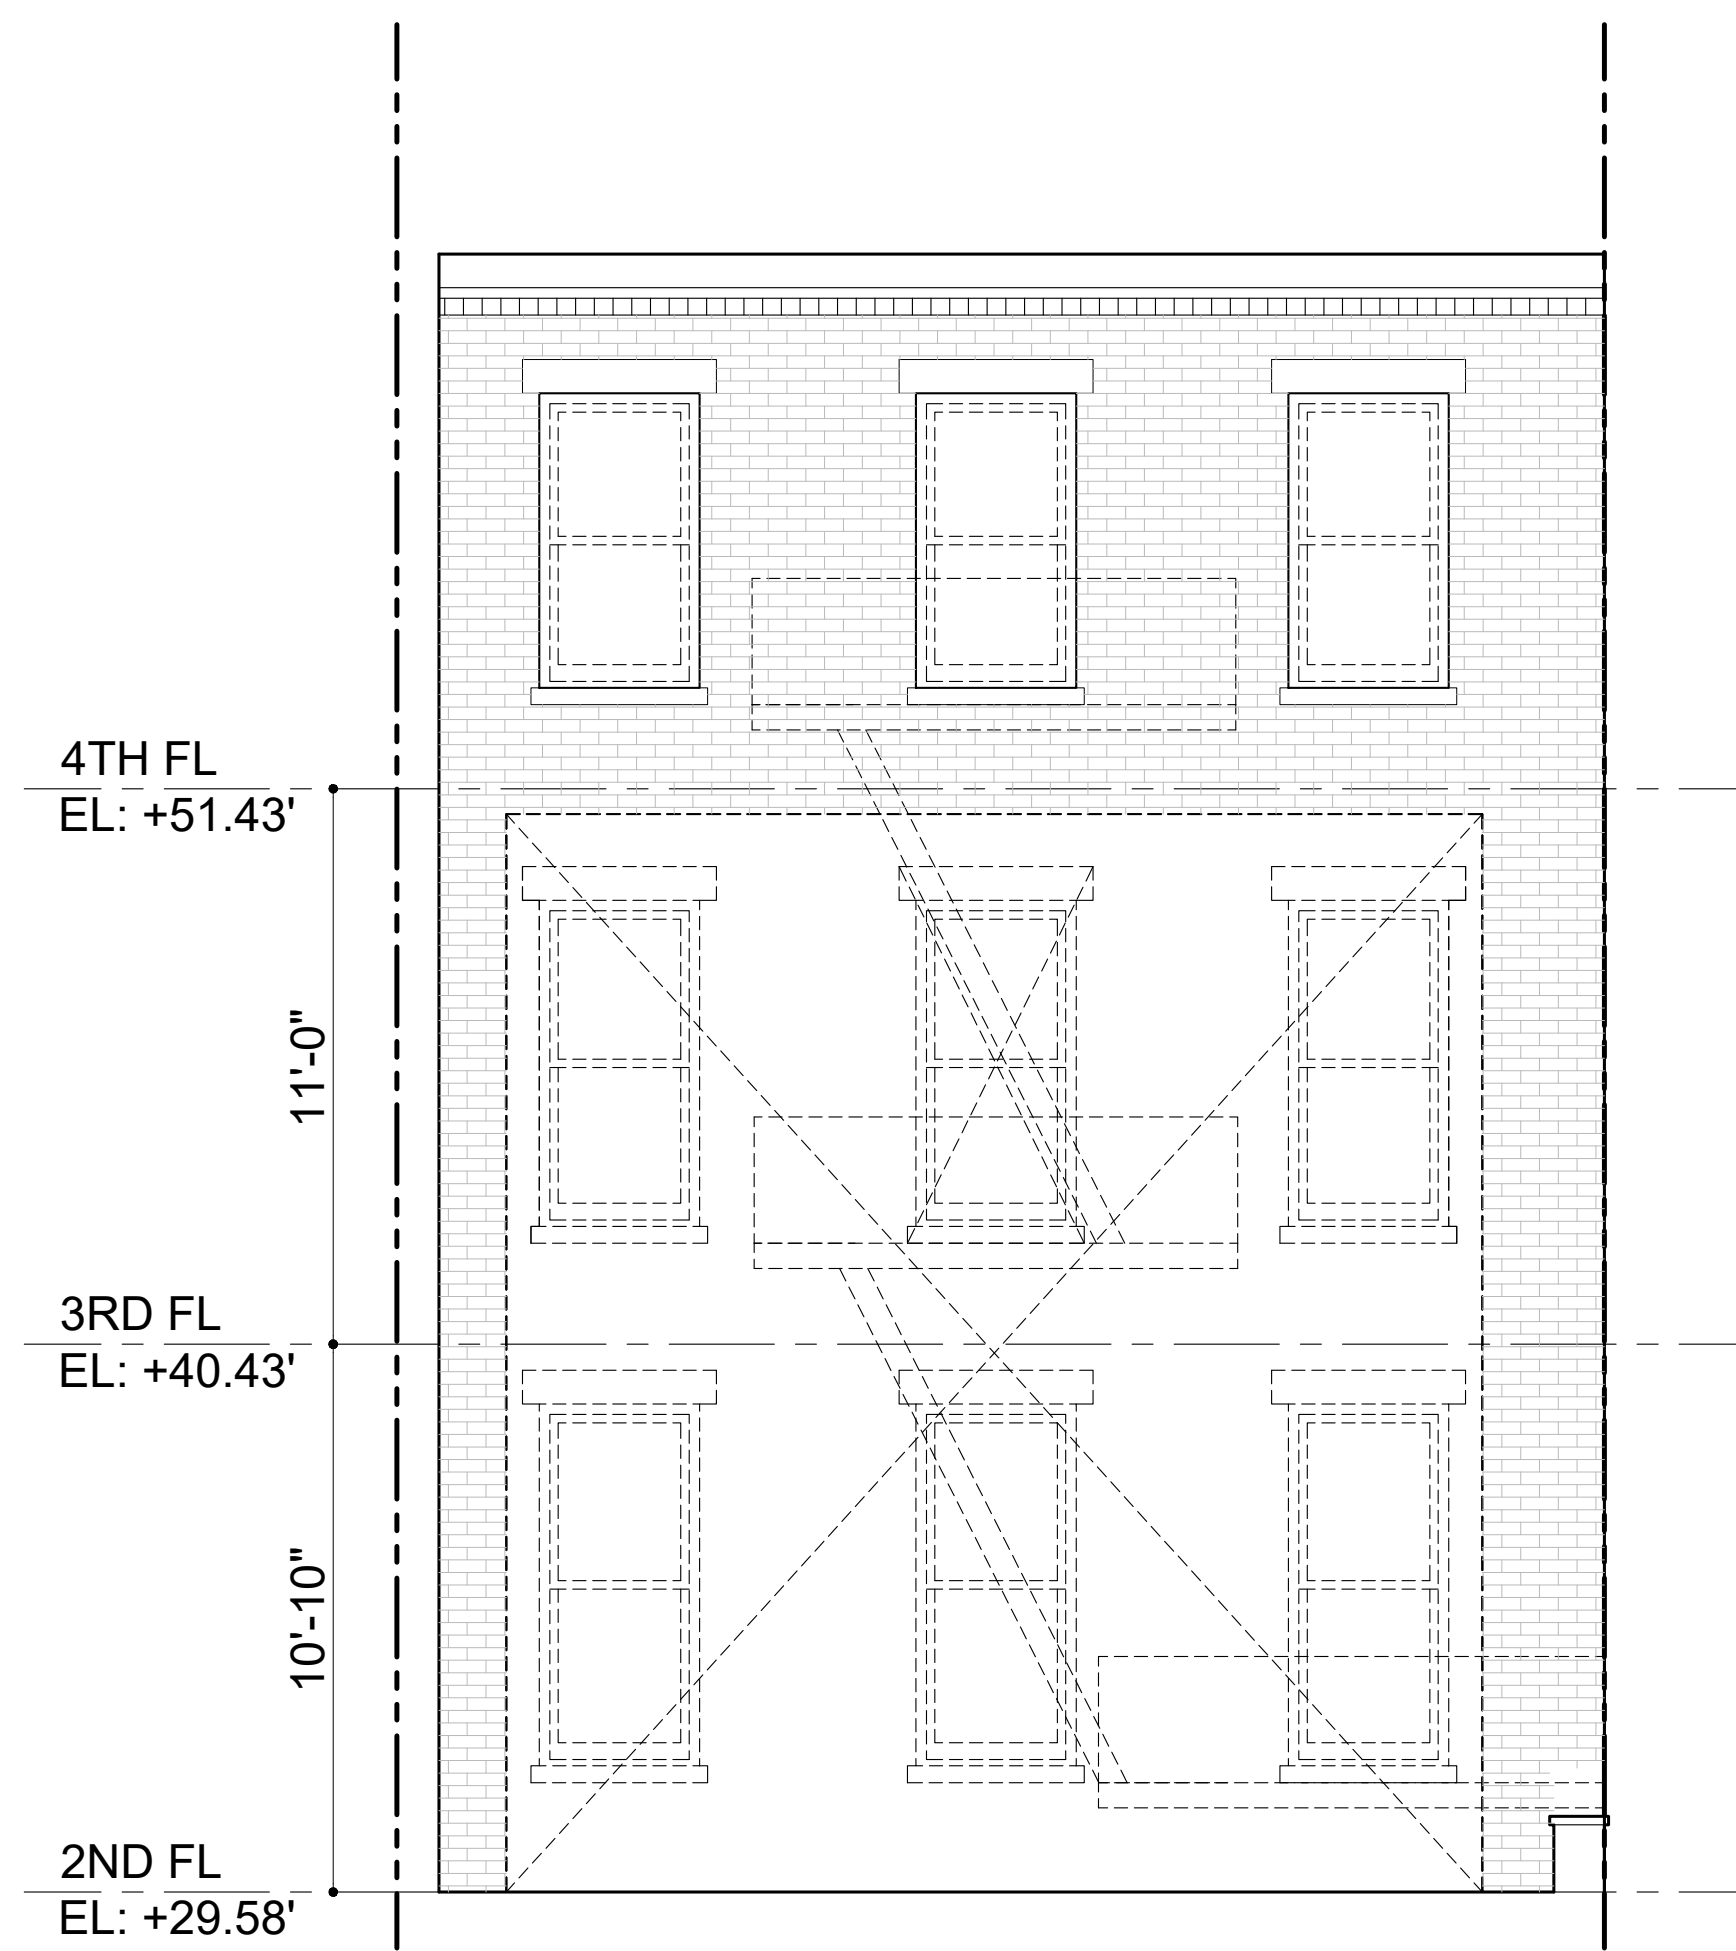 4TH FL
EL: +51.43'
11'-0"
3RD FL
EL: +40.43'
10'-10"
2ND FL
EL: +29.58'